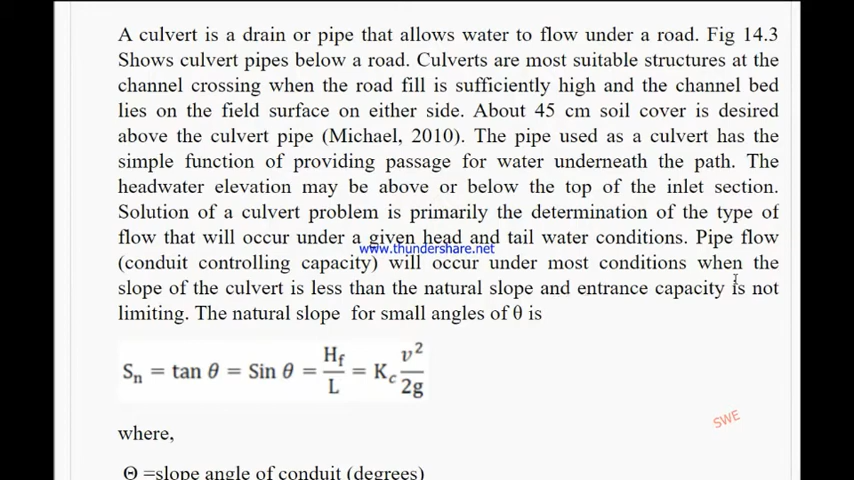 A culvert is a drain or pipe that allows water to flow under a road. Fig 14.3
Shows culvert pipes below a road. Culverts are most suitable structures at the
channel crossing when the road fill is sufficiently high and the channel bed
lies on the field surface on either side. About 45 cm soil cover is desired
above the culvert pipe (Michael, 2010). The pipe used as a culvert has the
simple function of providing passage for water underneath the path. The
headwater elevation may be above or below the top of the inlet section.
Solution of a culvert problem is primarily the determination of the type of
flow that will occur under a given head and tail water conditions. Pipe flow
www.thundershare.net
(conduit controlling capacity) will occur under most conditions when the
slope of the culvert is less than the natural slope and entrance capacity is not
limiting. The natural slope for small angles of θ is
Sₙ = tan θ = Sin θ = H_f/L = K_c v²/2g
SWE
where,
Θ =slope angle of conduit (degrees)